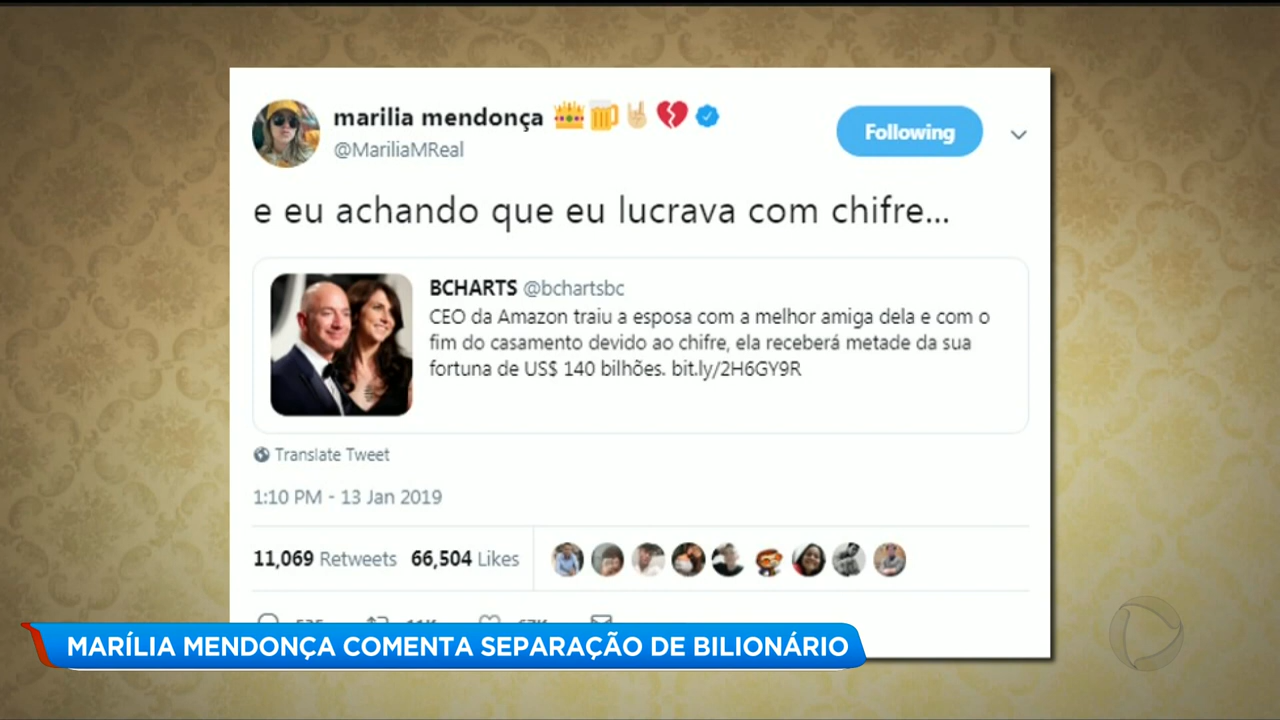 marilia mendonça
@MariliaMReal
Following
e eu achando que eu lucrava com chifre...
BCHARTS @bchartsbc
CEO da Amazon traiu a esposa com a melhor amiga dela e com o
fim do casamento devido ao chifre, ela receberá metade da sua
fortuna de US$ 140 bilhões. bit.ly/2H6GY9R
Translate Tweet
1:10 PM - 13 Jan 2019
11,069 Retweets 66,504 Likes
MARÍLIA MENDONÇA COMENTA SEPARAÇÃO DE BILIONÁRIO